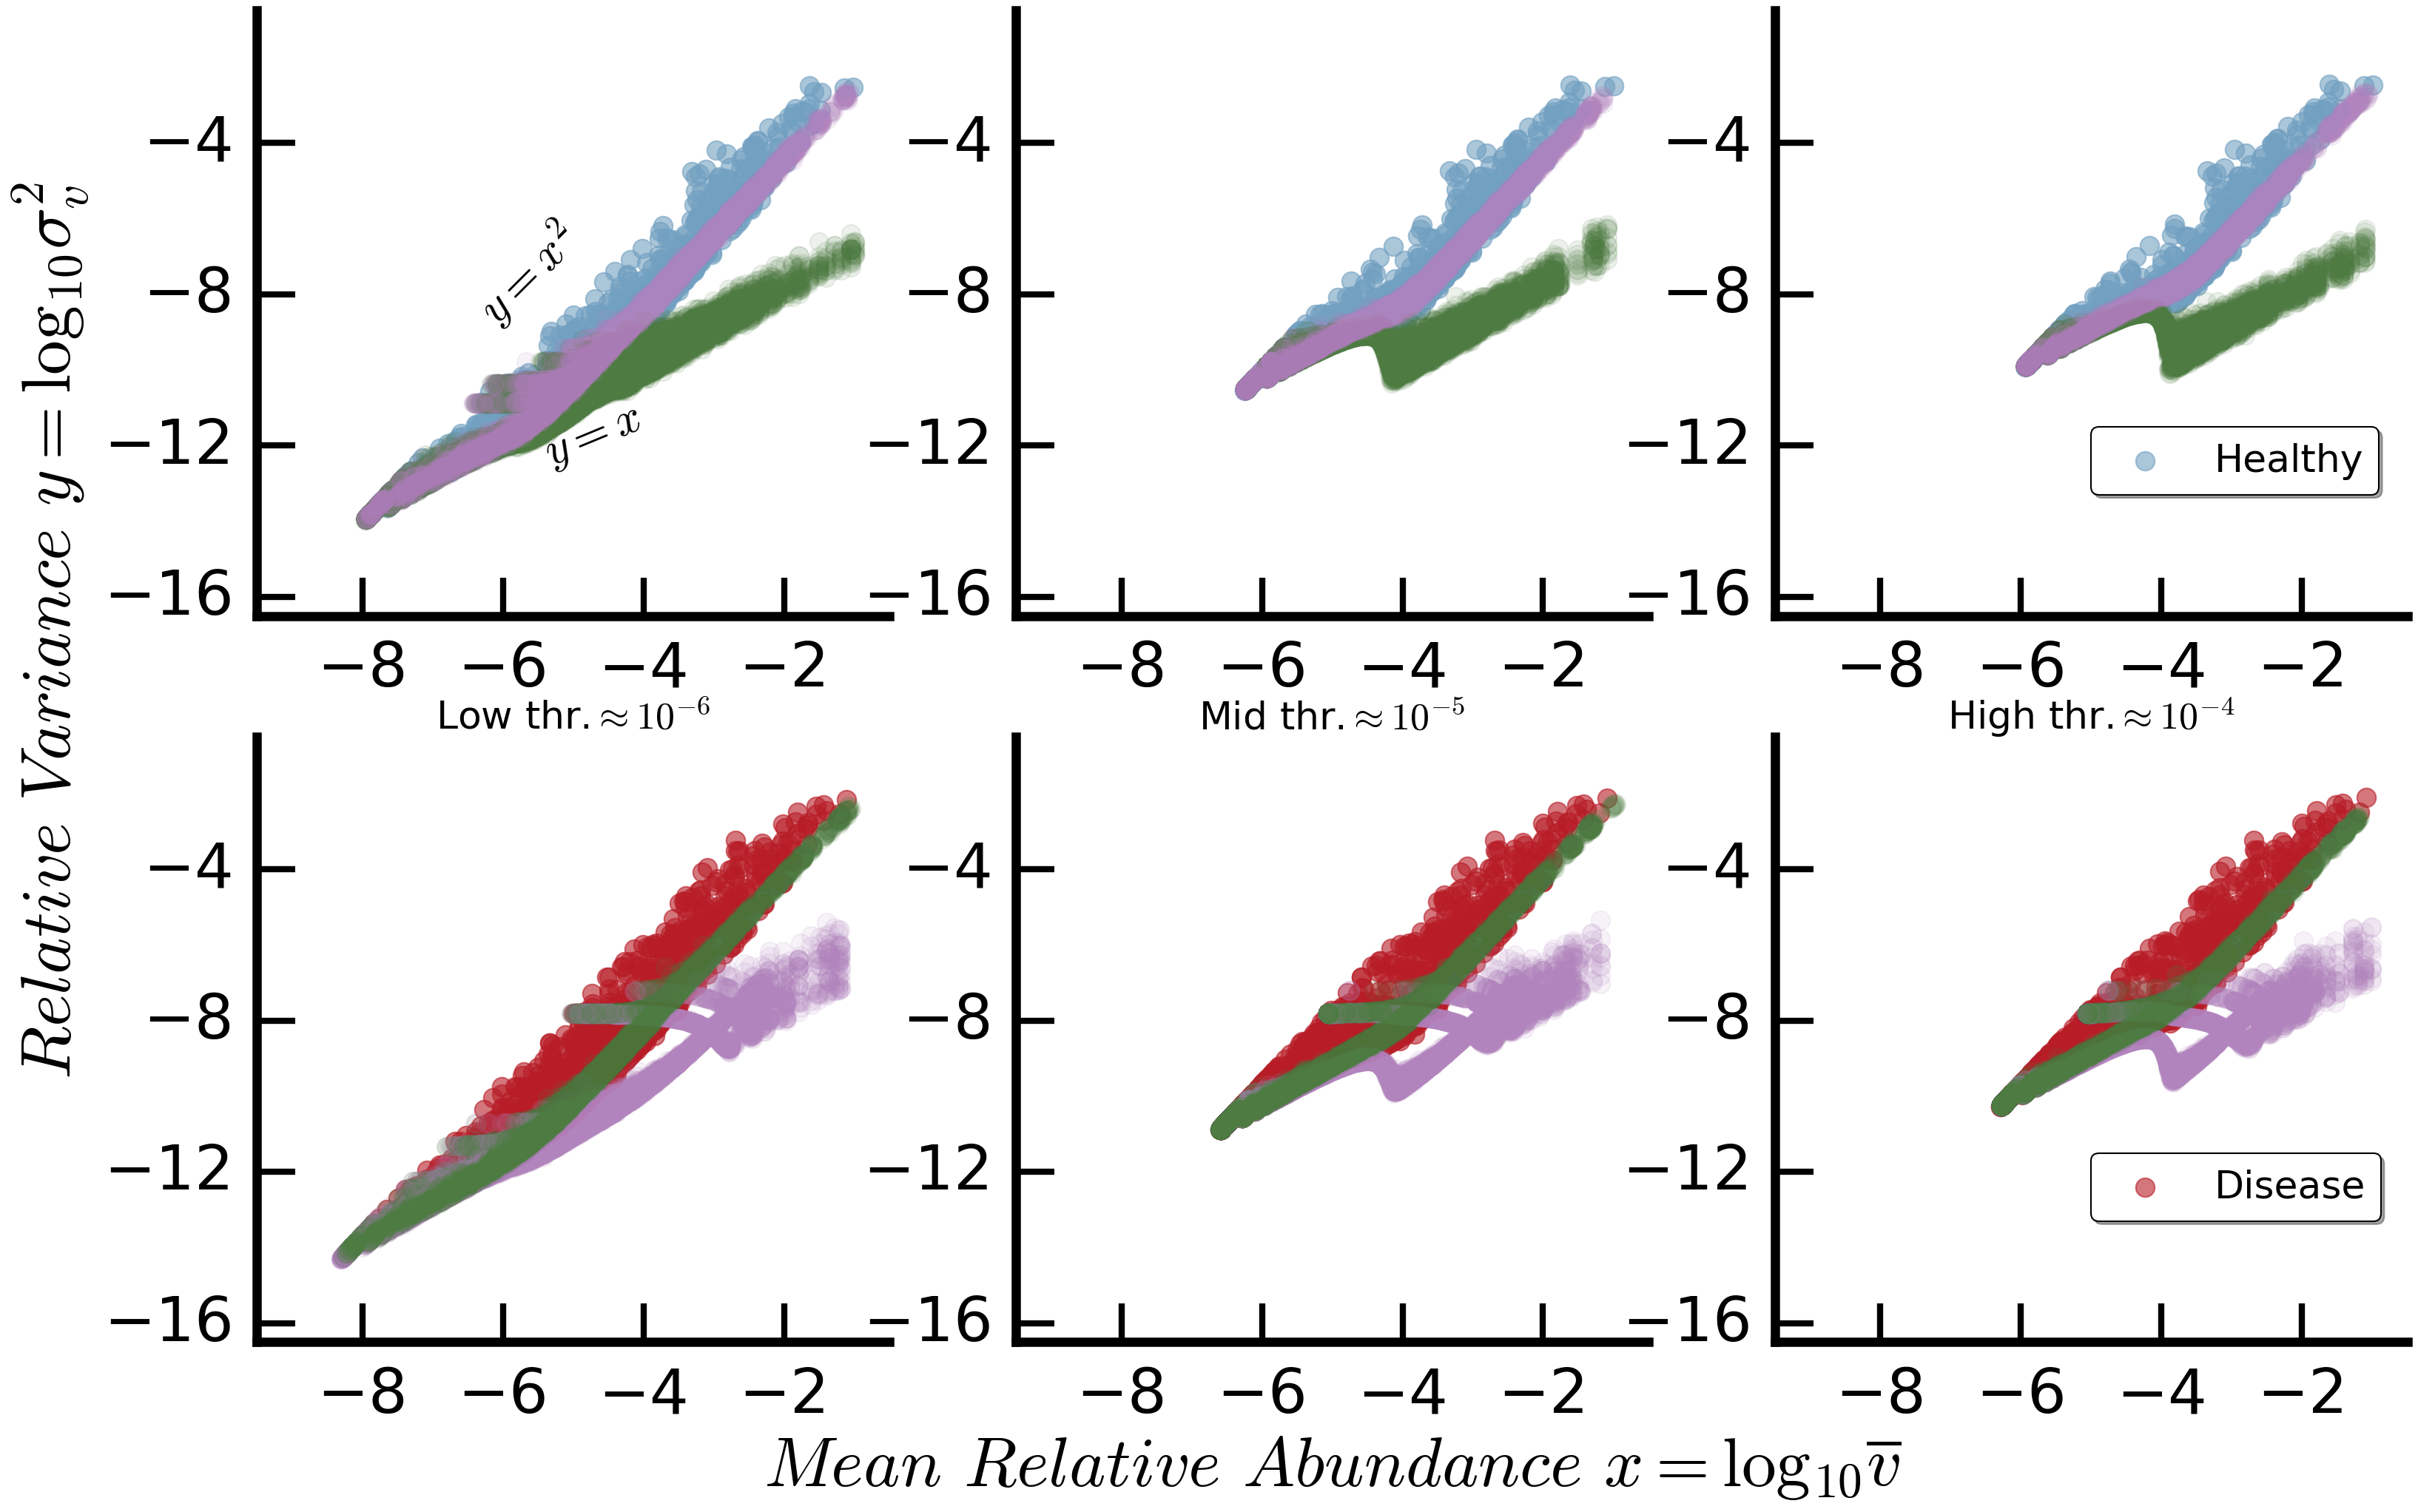 Relative Variance y = log₁₀ σ²ᵥ
−4
−8
−12
−16
y = x²
y = x
−8 −6 −4 −2
−4
−8
−12
−16
−8 −6 −4 −2
−4
−8
−12
−16
Healthy
−8 −6 −4 −2
Low thr. ≈ 10⁻⁶
Mid thr. ≈ 10⁻⁵
High thr. ≈ 10⁻⁴
−4
−8
−12
−16
−8 −6 −4 −2
−4
−8
−12
−16
−8 −6 −4 −2
−4
−8
−12
−16
Disease
−8 −6 −4 −2
Mean Relative Abundance x = log₁₀ v̅